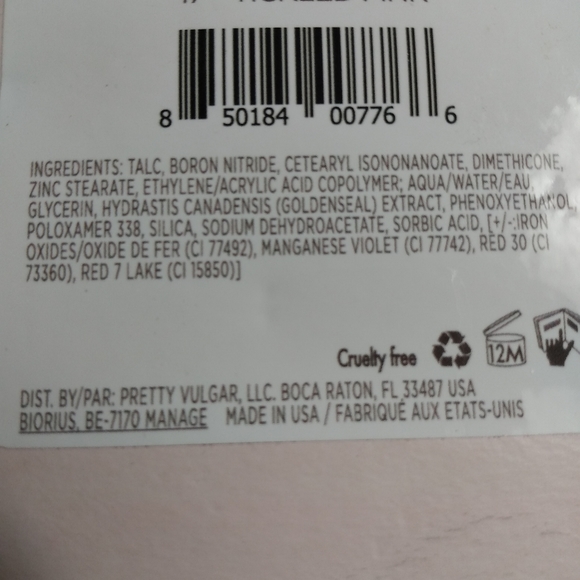 8 50184 00776 6
INGREDIENTS: TALC, BORON NITRIDE, CETEARYL ISONONANOATE, DIMETHICONE,
ZINC STEARATE, ETHYLENE/ACRYLIC ACID COPOLYMER; AQUA/WATER/EAU,
GLYCERIN, HYDRASTIS CANADENSIS (GOLDENSEAL) EXTRACT, PHENOXYETHANOL,
POLOXAMER 338, SILICA, SODIUM DEHYDROACETATE, SORBIC ACID, [+/-:IRON
OXIDES/OXIDE DE FER (CI 77492), MANGANESE VIOLET (CI 77742), RED 30 (CI
73360), RED 7 LAKE (CI 15850)]
Cruelty free 12M
DIST. BY/PAR: PRETTY VULGAR, LLC. BOCA RATON, FL 33487 USA
BIORIUS, BE-7170 MANAGE MADE IN USA / FABRIQUÉ AUX ETATS-UNIS